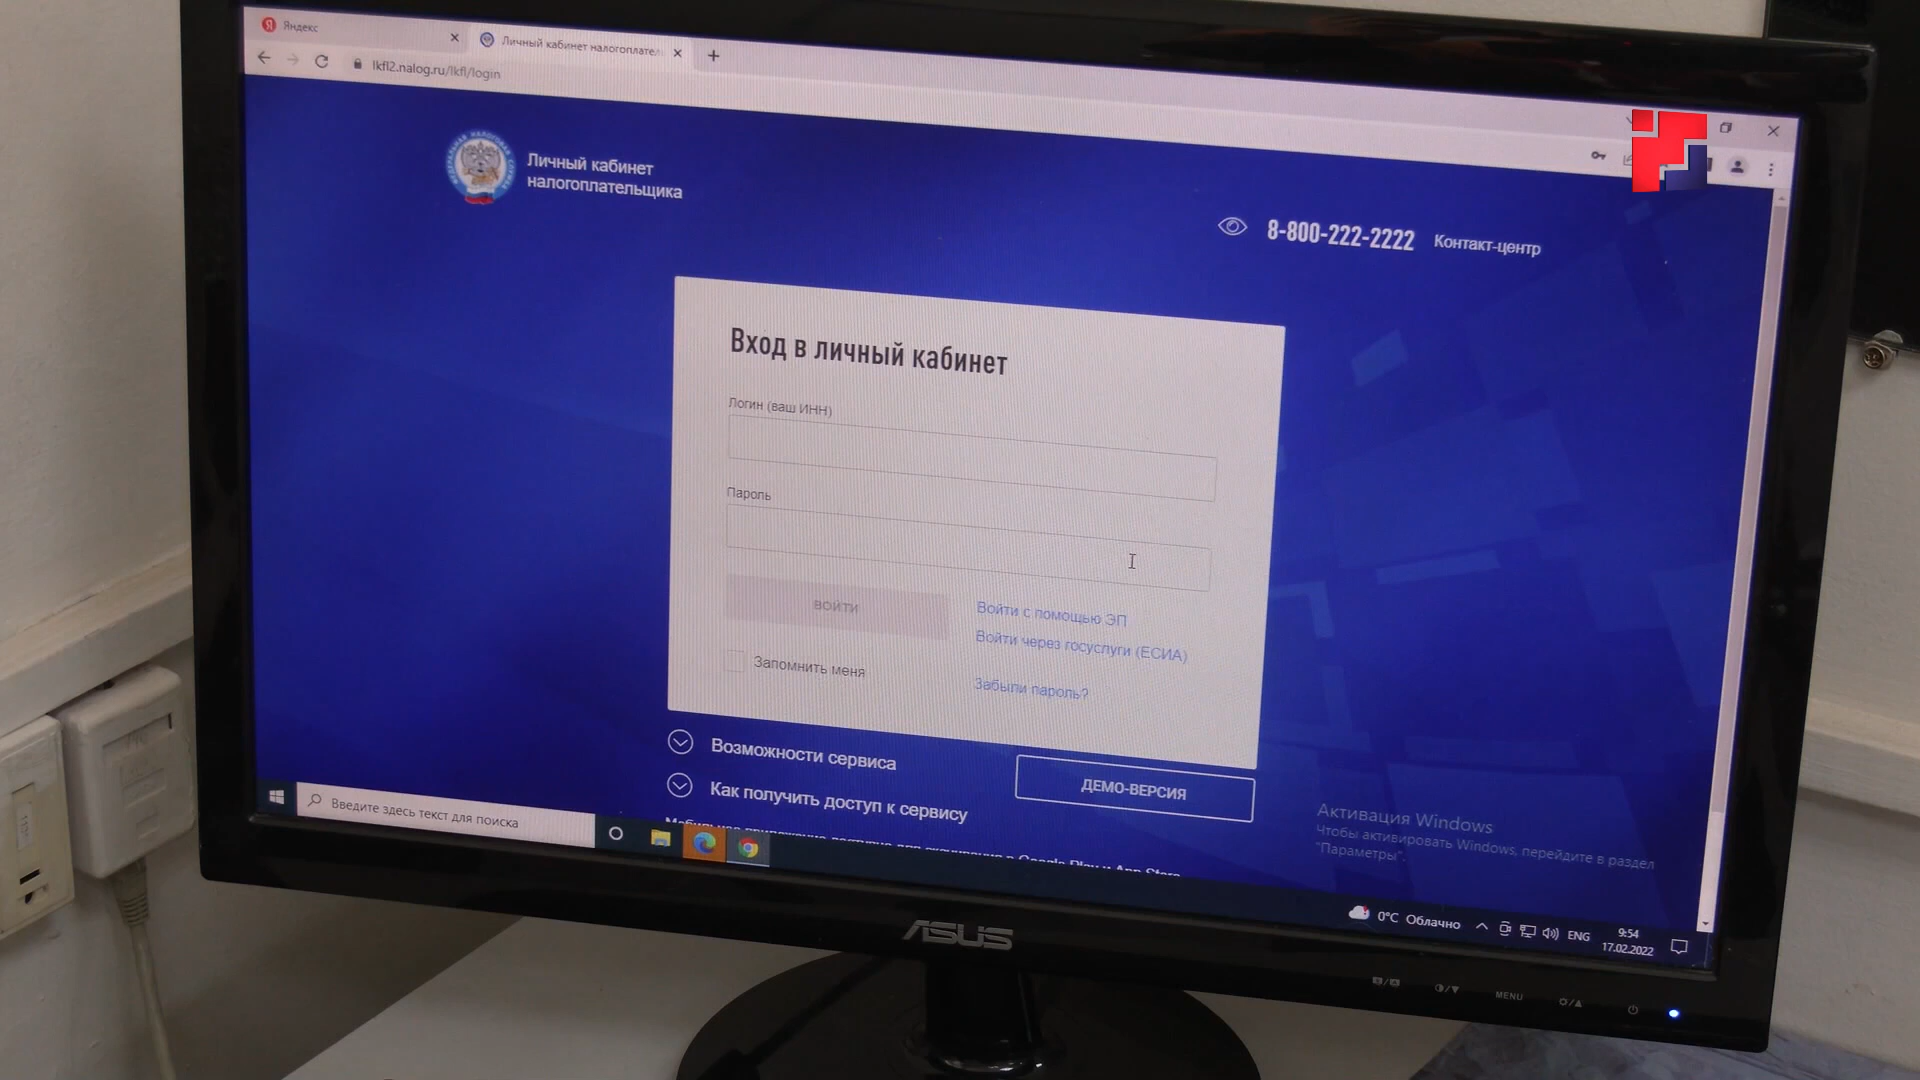 Яндекс
Личный кабинет налогоплател
lkfl2.nalog.ru/lkfl/login
Личный кабинет
налогоплательщика
8-800-222-2222 Контакт-центр
Вход в личный кабинет
Логин (ваш ИНН)
Пароль
ВОЙТИ
Войти с помощью ЭП
Войти через госуслуги (ЕСИА)
Запомнить меня
Забыли пароль?
Возможности сервиса
Как получить доступ к сервису
ДЕМО-ВЕРСИЯ
Активация Windows
Чтобы активировать Windows, перейдите в раздел
"Параметры".
Введите здесь текст для поиска
0°C Облачно
ENG
9:54
17.02.2022
ASUS
MENU